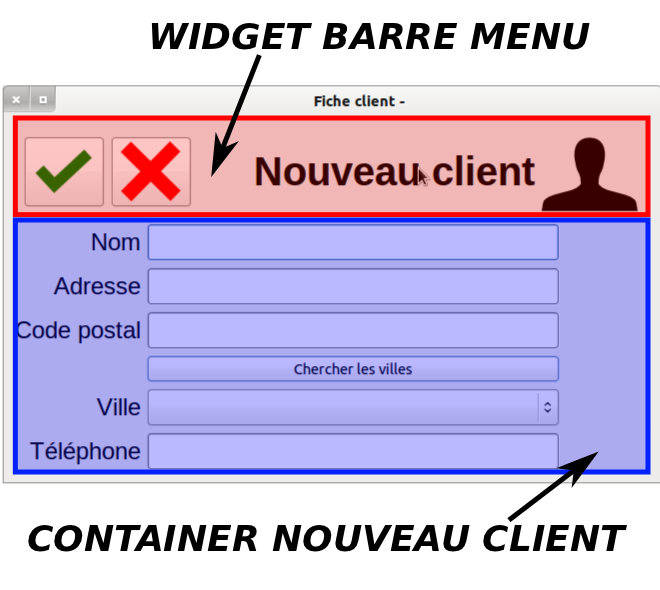 WIDGET BARRE MENU
Fiche client -
Nouveau client
Nom
Adresse
Code postal
Chercher les villes
Ville
Téléphone
CONTAINER NOUVEAU CLIENT